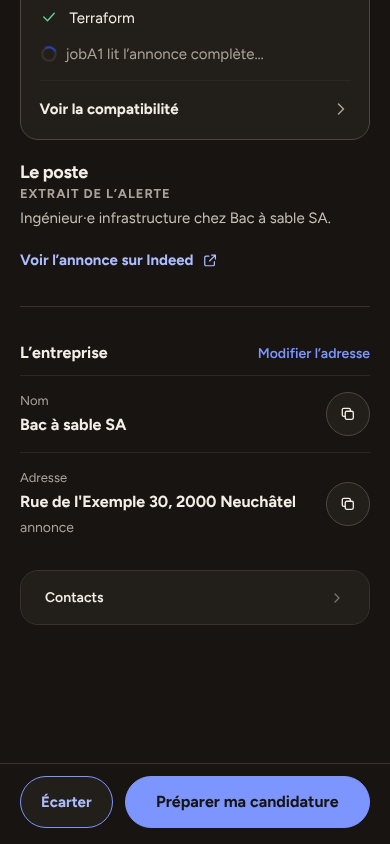 Terraform
jobA1 lit l’annonce complète…
Voir la compatibilité
Le poste
EXTRAIT DE L’ALERTE
Ingénieur·e infrastructure chez Bac à sable SA.
Voir l’annonce sur Indeed
L’entreprise
Modifier l’adresse
Nom
Bac à sable SA
Adresse
Rue de l'Exemple 30, 2000 Neuchâtel
annonce
Contacts
Écarter
Préparer ma candidature